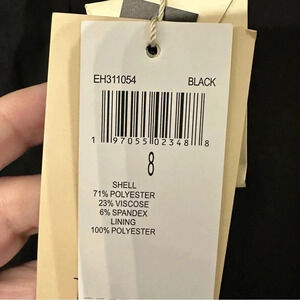 EH311054 BLACK
1 97055 02348 8
8
SHELL
71% POLYESTER
23% VISCOSE
6% SPANDEX
LINING
100% POLYESTER